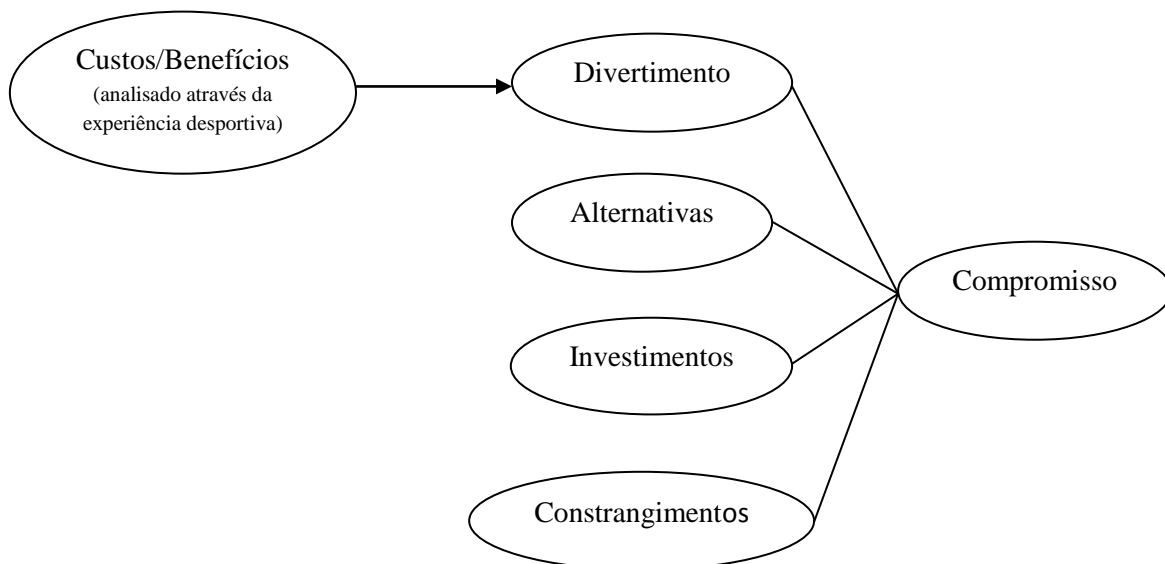 Custos/Benefícios
(analisado através da
experiência desportiva)
Divertimento
Alternativas
Compromisso
Investimentos
Constrangimentos